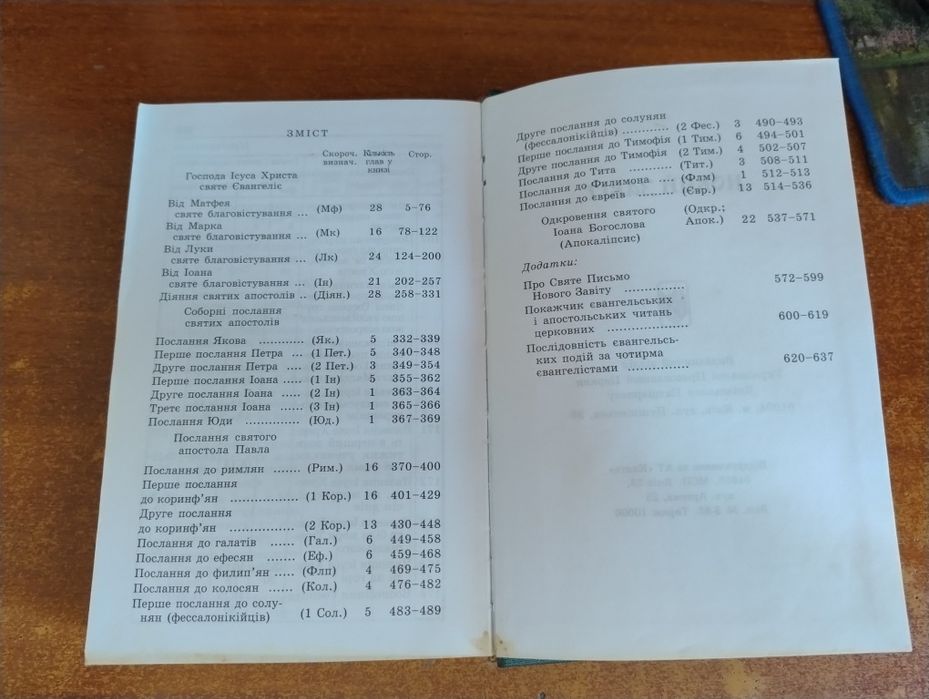 ЗМІСТ
Скороч. Кількість Стор.
визнач. глав у
книзі
Господа Ісуса Христа
святе Євангеліє
Від Матфея
святе благовістування ... (Мф) 28 5–76
Від Марка
святе благовістування ... (Мк) 16 78–122
Від Луки
святе благовістування ... (Лк) 24 124–200
Від Іоана
святе благовістування ... (Ін) 21 202–257
Діяння святих апостолів .. (Діян.) 28 258–331
Соборні послання
святих апостолів
Послання Якова ............ (Як.) 5 332–339
Перше послання Петра ... (1 Пет.) 5 340–348
Друге послання Петра .... (2 Пет.) 3 349–354
Перше послання Іоана ..... (1 Ін) 5 355–362
Друге послання Іоана ...... (2 Ін) 1 363–364
Третє послання Іоана ...... (3 Ін) 1 365–366
Послання Юди ............... (Юд.) 1 367–369
Послання святого
апостола Павла
Послання до римлян ....... (Рим.) 16 370–400
Перше послання
до коринф'ян .................. (1 Кор.) 16 401–429
Друге послання
до коринф'ян ................. (2 Кор.) 13 430–448
Послання до галатів ...... (Гал.) 6 449–458
Послання до ефесян ....... (Еф.) 6 459–468
Послання до филип'ян ..... (Флп) 4 469–475
Послання до колосян ...... (Кол.) 4 476–482
Перше послання до солу-
нян (фессалонікійців) (1 Сол.) 5 483–489
Друге послання до солунян
(фессалонікійців) ............ (2 Фес.) 3 490–493
Перше послання до Тимофія (1 Тим.) 6 494–501
Друге послання до Тимофія (2 Тим.) 4 502–507
Послання до Тита ........... (Тит.) 3 508–511
Послання до Филимона .... (Флм) 1 512–513
Послання до євреїв ......... (Євр.) 13 514–536
Одкровення святого (Одкр.;
Іоана Богослова Апок.) 22 537–571
(Апокаліпсис)
Додатки:
Про Святе Письмо
Нового Завіту ............... 572–599
Покажчик євангельських
і апостольських читань
церковних .................... 600–619
Послідовність євангельсь-
ких подій за чотирма
євангелістами ............... 620–637